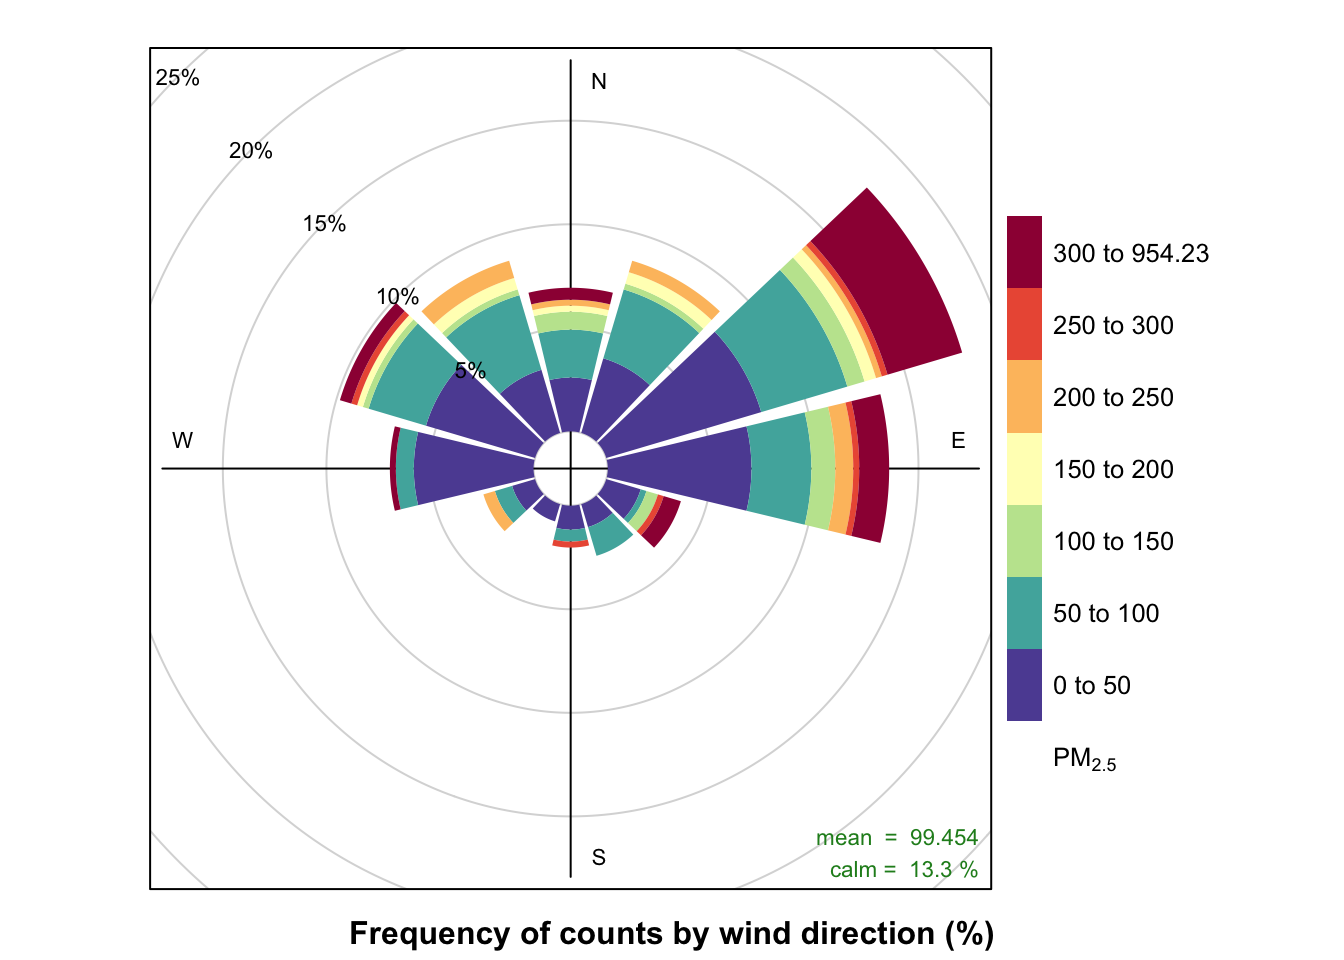 25%
N
20%
15%
300 to 954.23
10%
250 to 300
5%
200 to 250
W
E
150 to 200
100 to 150
50 to 100
0 to 50
PM2.5
mean = 99.454
S
calm = 13.3 %
Frequency of counts by wind direction (%)